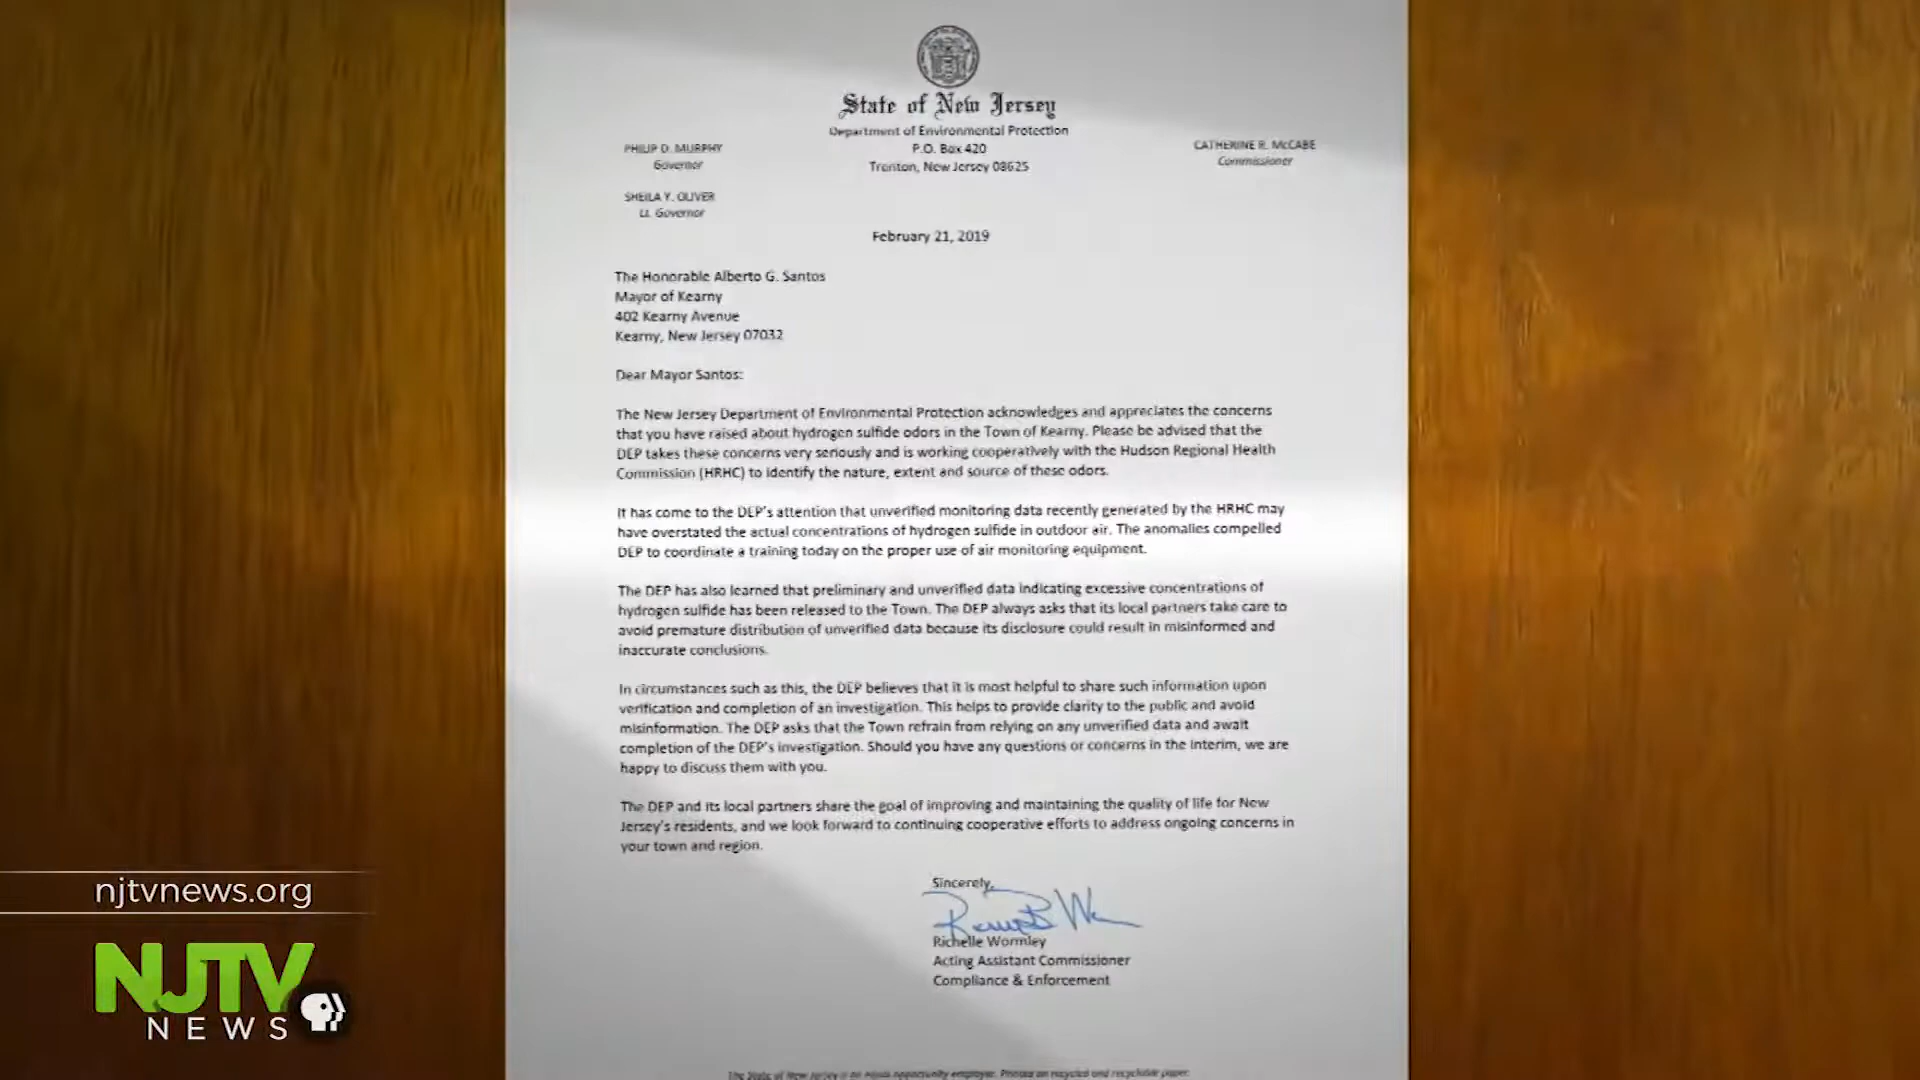 State of New Jersey
Department of Environmental Protection
P.O. Box 420
Trenton, New Jersey 08625
PHILIP D. MURPHY
Governor
SHEILA Y. OLIVER
Lt. Governor
CATHERINE R. McCABE
Commissioner
February 21, 2019
The Honorable Alberto G. Santos
Mayor of Kearny
402 Kearny Avenue
Kearny, New Jersey 07032
Dear Mayor Santos:
The New Jersey Department of Environmental Protection acknowledges and appreciates the concerns
that you have raised about hydrogen sulfide odors in the Town of Kearny. Please be advised that the
DEP takes these concerns very seriously and is working cooperatively with the Hudson Regional Health
Commission (HRHC) to identify the nature, extent and source of these odors.
It has come to the DEP's attention that unverified monitoring data recently generated by the HRHC may
have overstated the actual concentrations of hydrogen sulfide in outdoor air. The anomalies compelled
DEP to coordinate a training today on the proper use of air monitoring equipment.
The DEP has also learned that preliminary and unverified data indicating excessive concentrations of
hydrogen sulfide has been released to the Town. The DEP always asks that its local partners take care to
avoid premature distribution of unverified data because its disclosure could result in misinformed and
inaccurate conclusions.
In circumstances such as this, the DEP believes that it is most helpful to share such information upon
verification and completion of an investigation. This helps to provide clarity to the public and avoid
misinformation. The DEP asks that the Town refrain from relying on any unverified data and await
completion of the DEP's investigation. Should you have any questions or concerns in the interim, we are
happy to discuss them with you.
The DEP and its local partners share the goal of improving and maintaining the quality of life for New
Jersey's residents, and we look forward to continuing cooperative efforts to address ongoing concerns in
your town and region.
Sincerely,
Richelle Wormley
Acting Assistant Commissioner
Compliance & Enforcement
The State of New Jersey is an equal opportunity employer. Printed on recycled and recyclable paper.
njtvnews.org
NJTV
NEWS